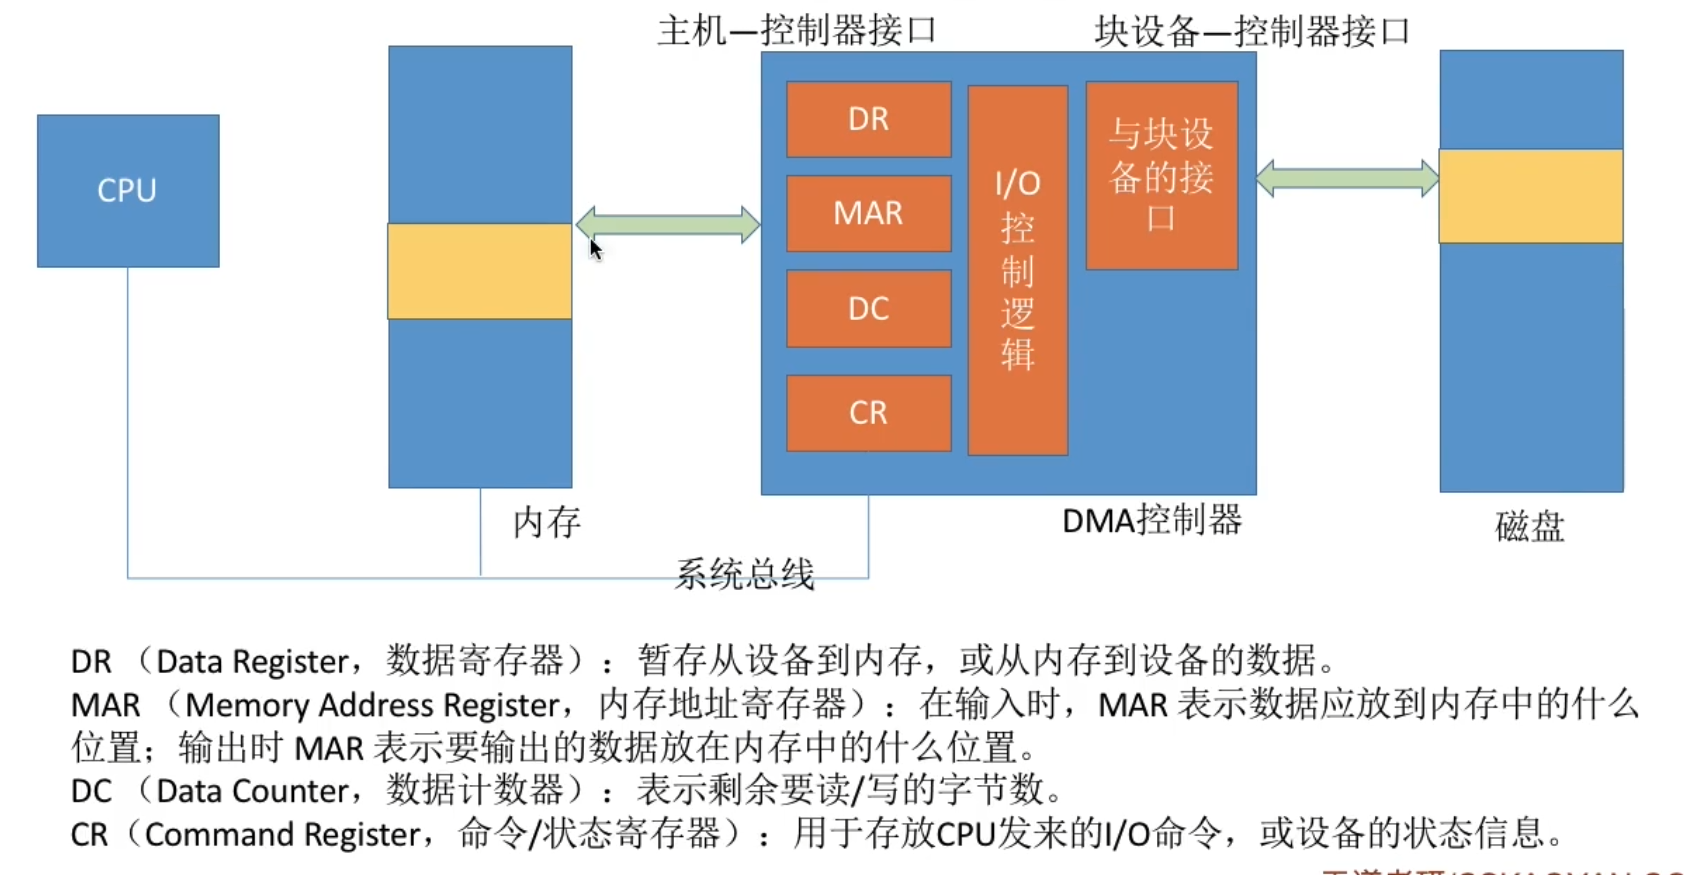 主机—控制器接口
块设备—控制器接口
CPU
DR
MAR
DC
CR
I/O
控
制
逻
辑
与块设
备的接
口
内存
DMA控制器
磁盘
系统总线
DR （Data Register，数据寄存器）：暂存从设备到内存，或从内存到设备的数据。
MAR （Memory Address Register，内存地址寄存器）：在输入时，MAR 表示数据应放到内存中的什么
位置；输出时 MAR 表示要输出的数据放在内存中的什么位置。
DC （Data Counter，数据计数器）：表示剩余要读/写的字节数。
CR（Command Register，命令/状态寄存器）：用于存放CPU发来的I/O命令，或设备的状态信息。